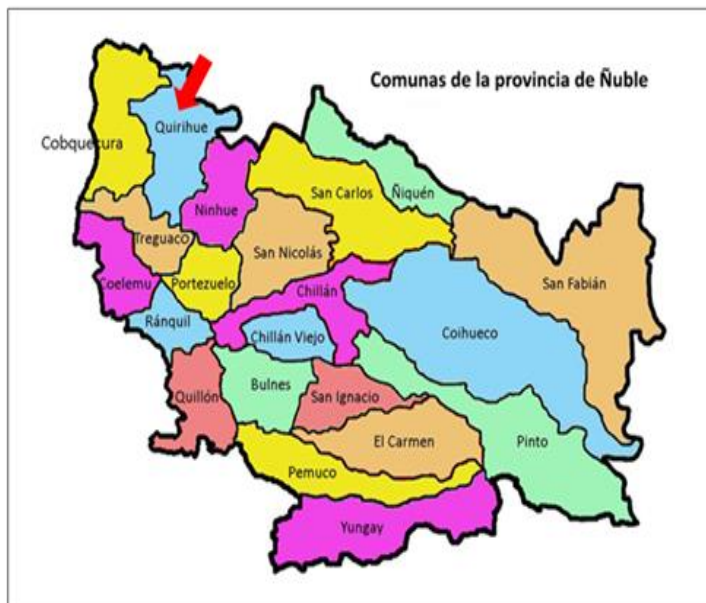 Comunas de la provincia de Ñuble
Quirihue
Cobquecura
San Carlos
Ñiquén
Ninhue
Treguaco
San Nicolás
Coelemu
Portezuelo
Chillán
San Fabián
Ránquil
Chillán Viejo
Coihueco
Bulnes
Quillón
San Ignacio
El Carmen
Pinto
Pemuco
Yungay